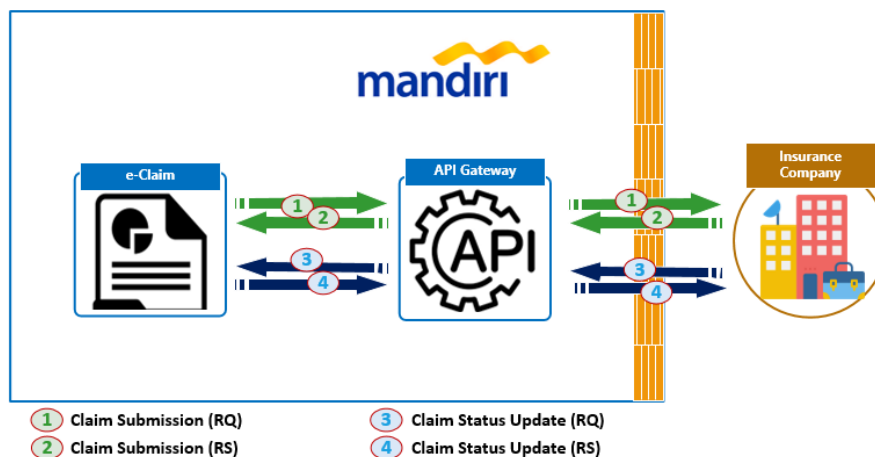 mandiri
e-Claim
API Gateway
Insurance
Company
1
2
3
4
API
1
2
3
4
1 Claim Submission (RQ)
2 Claim Submission (RS)
3 Claim Status Update (RQ)
4 Claim Status Update (RS)